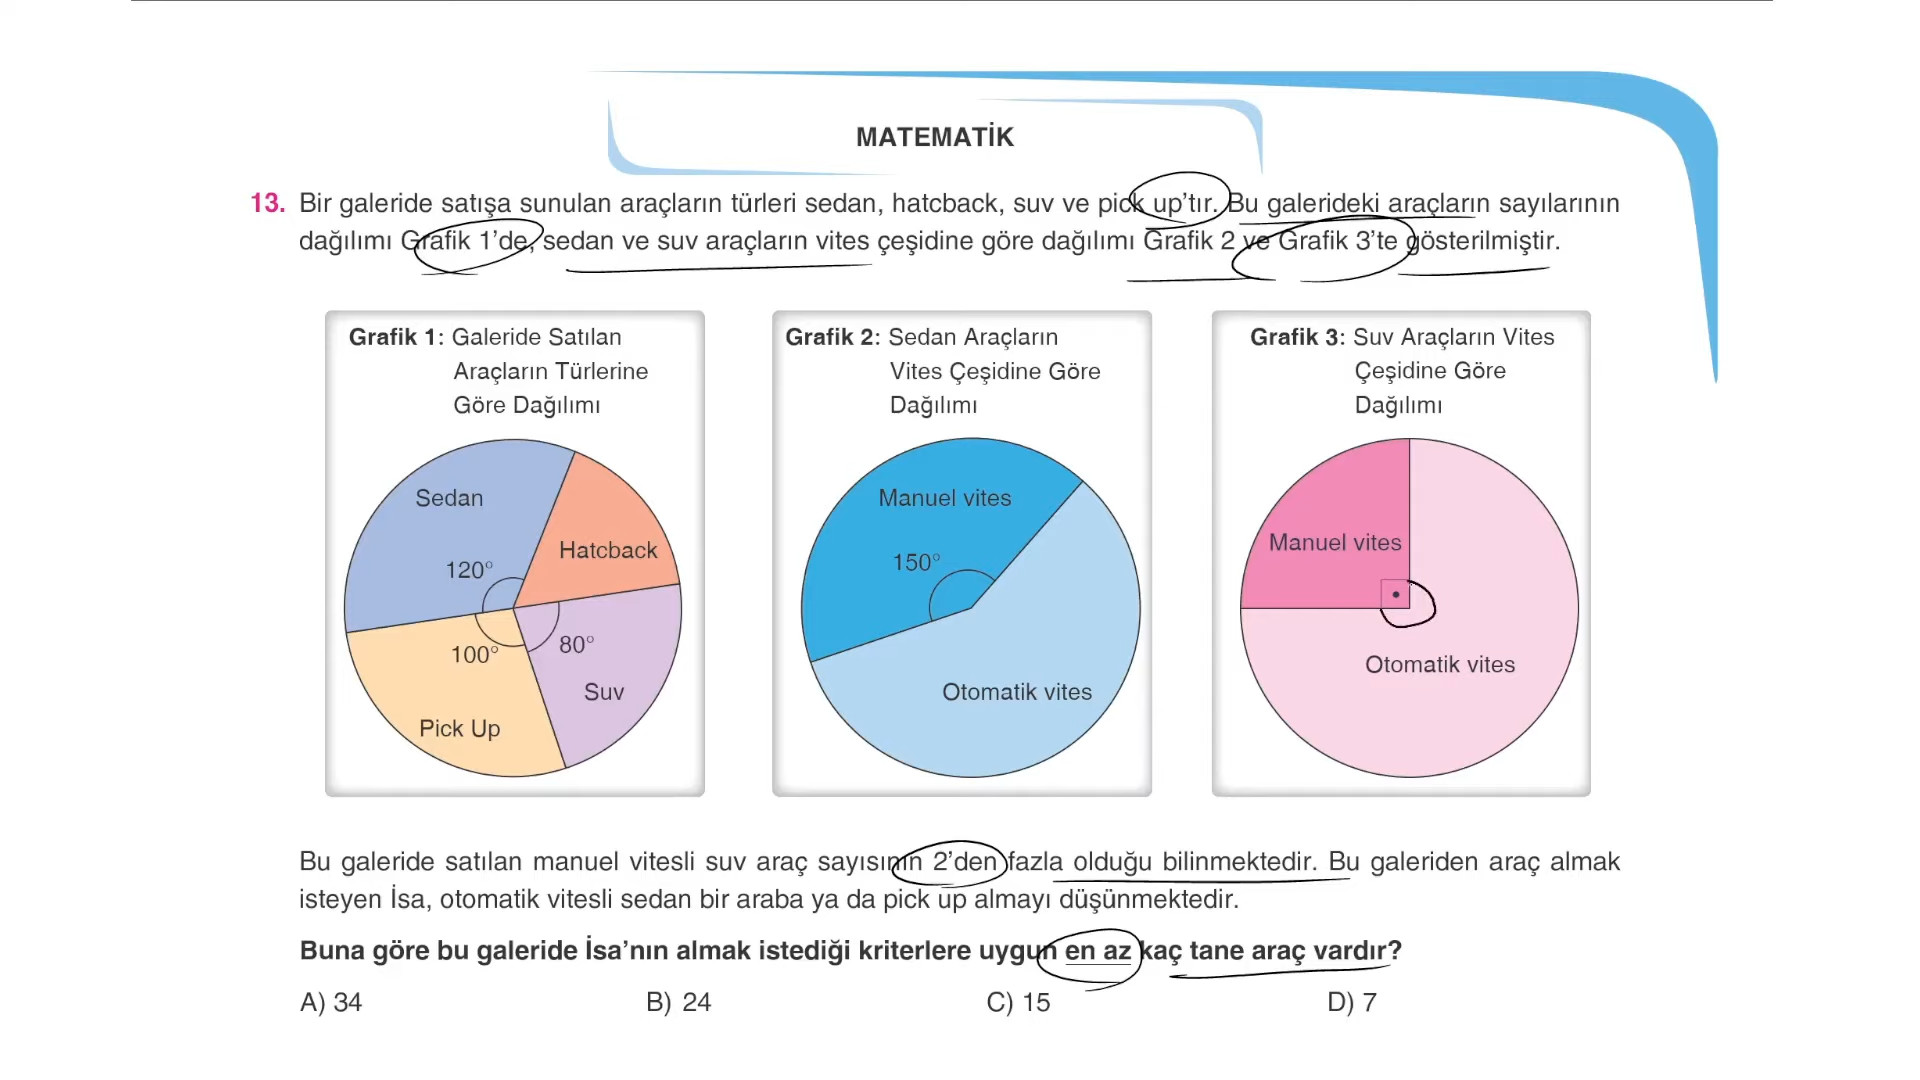 MATEMATİK
13. Bir galeride satışa sunulan araçların türleri sedan, hatcback, suv ve pick up’tır. Bu galerideki araçların sayılarının
dağılımı Grafik 1’de, sedan ve suv araçların vites çeşidine göre dağılımı Grafik 2 ve Grafik 3’te gösterilmiştir.
Grafik 1: Galeride Satılan
Araçların Türlerine
Göre Dağılımı
Sedan
Hatcback
120°
80°
100°
Suv
Pick Up
Grafik 2: Sedan Araçların
Vites Çeşidine Göre
Dağılımı
Manuel vites
150°
Otomatik vites
Grafik 3: Suv Araçların Vites
Çeşidine Göre
Dağılımı
Manuel vites
Otomatik vites
Bu galeride satılan manuel vitesli suv araç sayısının 2’den fazla olduğu bilinmektedir. Bu galeriden araç almak
isteyen İsa, otomatik vitesli sedan bir araba ya da pick up almayı düşünmektedir.
Buna göre bu galeride İsa’nın almak istediği kriterlere uygun en az kaç tane araç vardır?
A) 34 B) 24 C) 15 D) 7